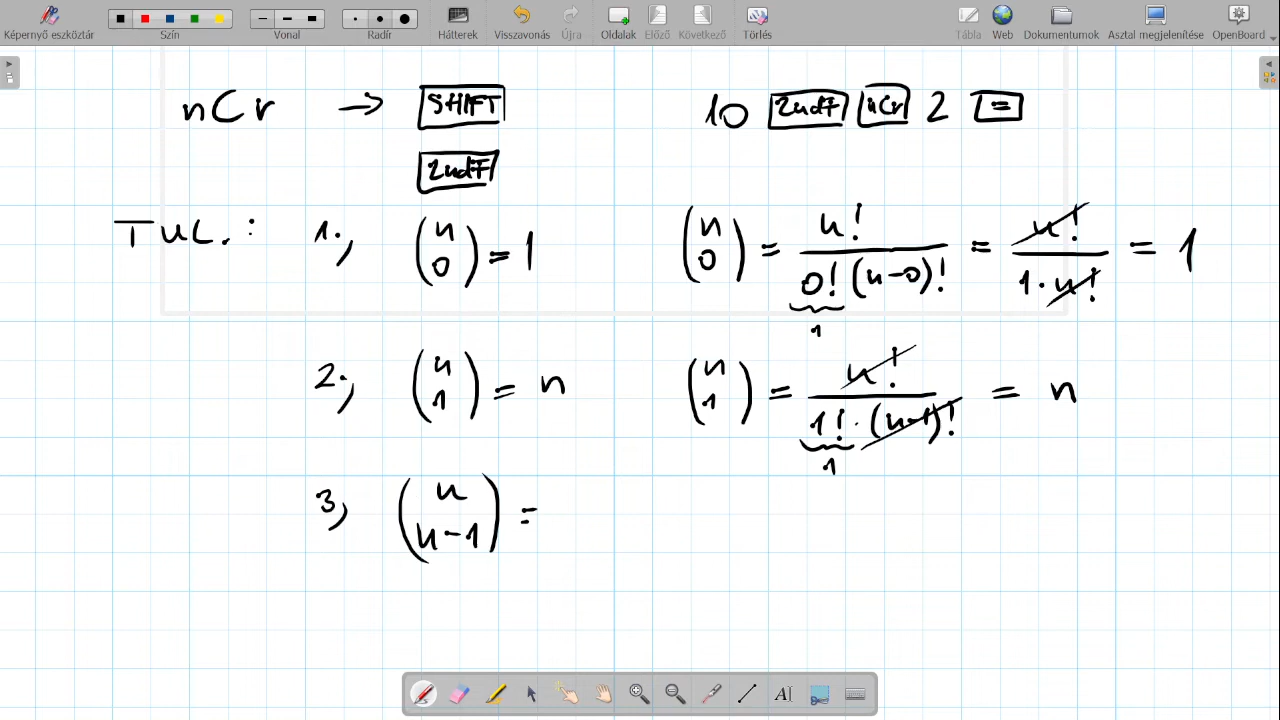 Képernyő eszköztár Szín Vonal Radír Hátterek Visszavonás Újra Oldalak Előző Következő Törlés Tábla Web Dokumentumok Asztal megjelenítése OpenBoard
nCr → SHIFT 10 2ndF nCr 2 =
2ndF
TUL.: 1., (n 0) = 1 (n 0) = n! / 0! (n-0)! = n! / 1·n! = 1
1
2., (n 1) = n (n 1) = n! / 1!·(n-1)! = n
1
3, (n n-1) =